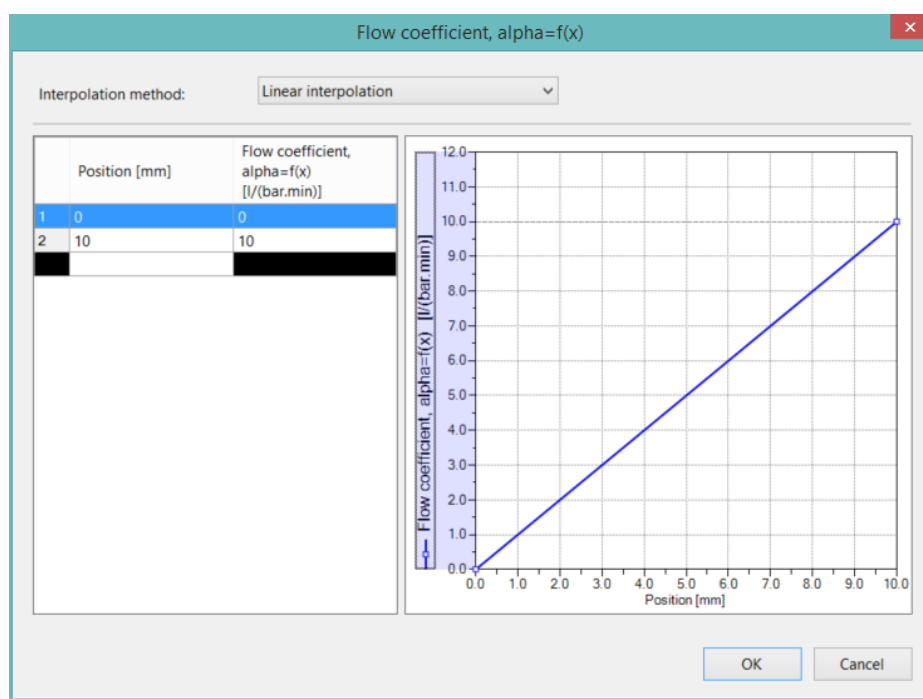 Flow coefficient, alpha=f(x)
Interpolation method:
Linear interpolation
Position [mm]
Flow coefficient,
alpha=f(x)
[l/(bar.min)]
1 0 0
2 10 10
Flow coefficient, alpha=f(x) [l/(bar.min)]
12.0
11.0
10.0
9.0
8.0
7.0
6.0
5.0
4.0
3.0
2.0
1.0
0.0
0.0 1.0 2.0 3.0 4.0 5.0 6.0 7.0 8.0 9.0 10.0
Position [mm]
OK
Cancel